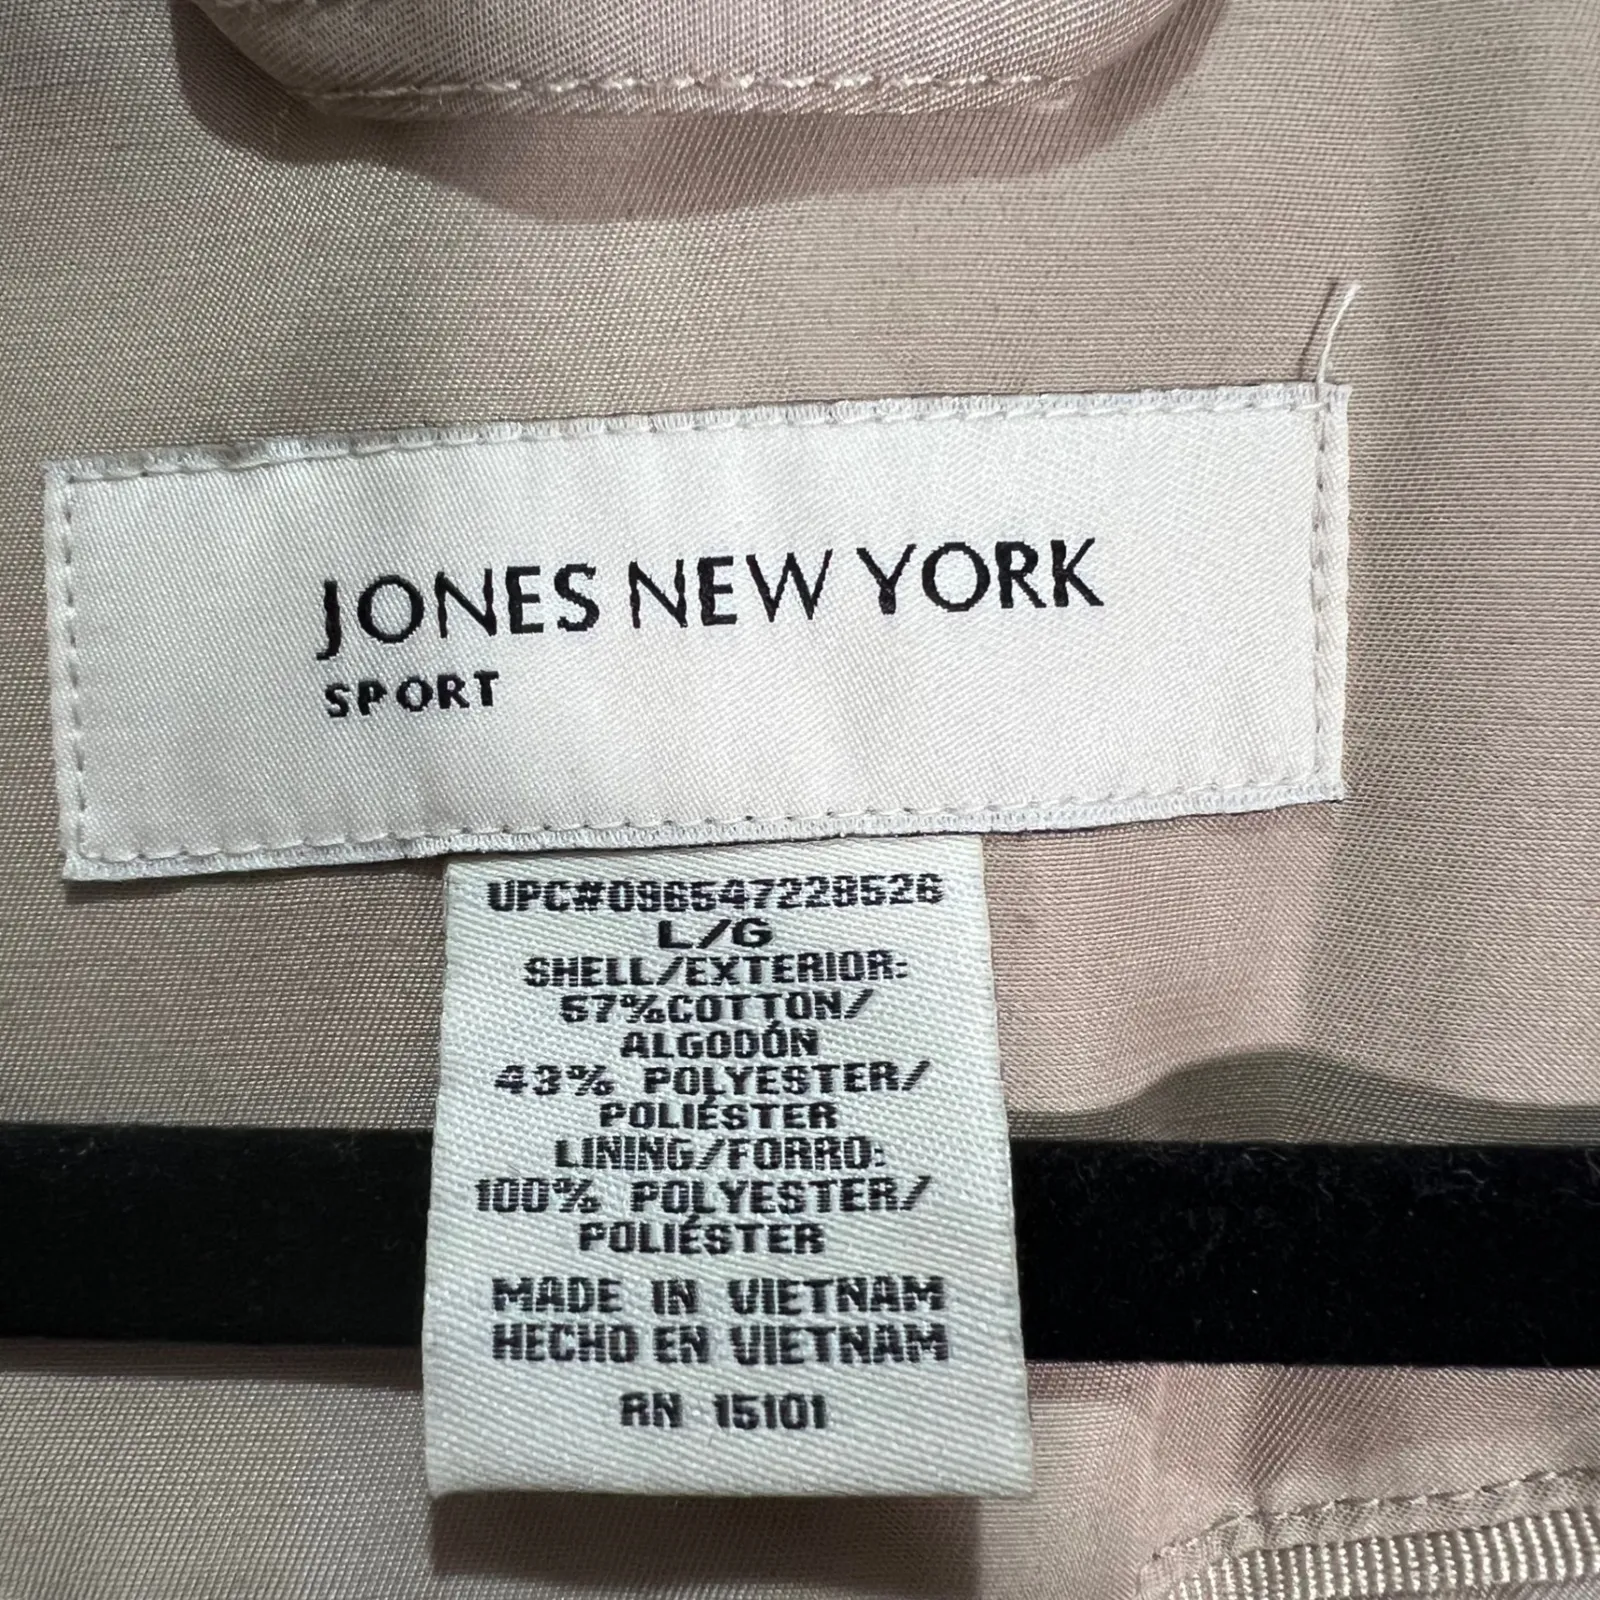 JONES NEW YORK
SPORT
UPC#096547228526
L/G
SHELL/EXTERIOR:
57%COTTON/
ALGODÓN
43% POLYESTER/
POLIÉSTER
LINING/FORRO:
100% POLYESTER/
POLIÉSTER
MADE IN VIETNAM
HECHO EN VIETNAM
RN 15101